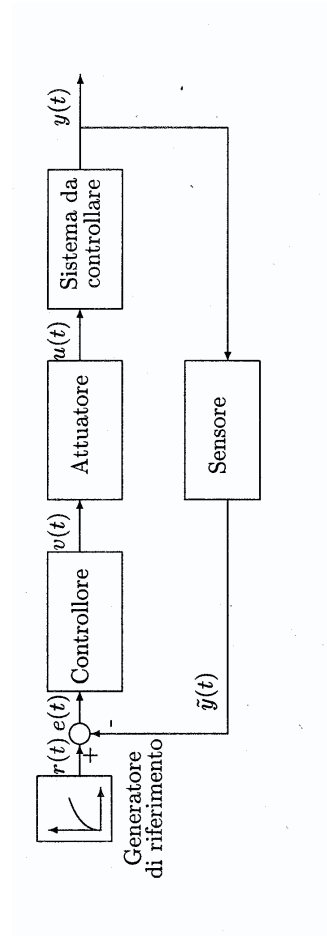 Generatore
di riferimento
r(t)
+
-
e(t)
Controllore
v(t)
Attuatore
u(t)
Sistema da
controllare
y(t)
Sensore
ỹ(t)